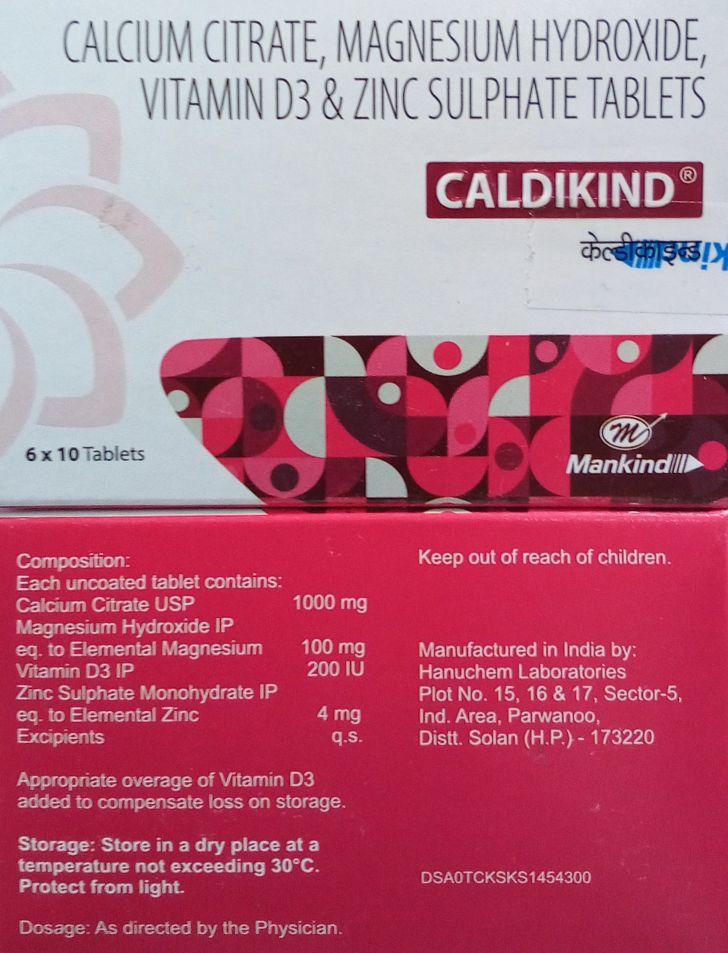 CALCIUM CITRATE, MAGNESIUM HYDROXIDE,
VITAMIN D3 & ZINC SULPHATE TABLETS
CALDIKIND®
केल्डीकाइन्ड
6 x 10 Tablets
Mankind
Composition:
Each uncoated tablet contains:
Calcium Citrate USP 1000 mg
Magnesium Hydroxide IP
eq. to Elemental Magnesium 100 mg
Vitamin D3 IP 200 IU
Zinc Sulphate Monohydrate IP
eq. to Elemental Zinc 4 mg
Excipients q.s.
Appropriate overage of Vitamin D3
added to compensate loss on storage.
Storage: Store in a dry place at a
temperature not exceeding 30°C.
Protect from light.
Dosage: As directed by the Physician.
Keep out of reach of children.
Manufactured in India by:
Hanuchem Laboratories
Plot No. 15, 16 & 17, Sector-5,
Ind. Area, Parwanoo,
Distt. Solan (H.P.) - 173220
DSA0TCKSKS1454300